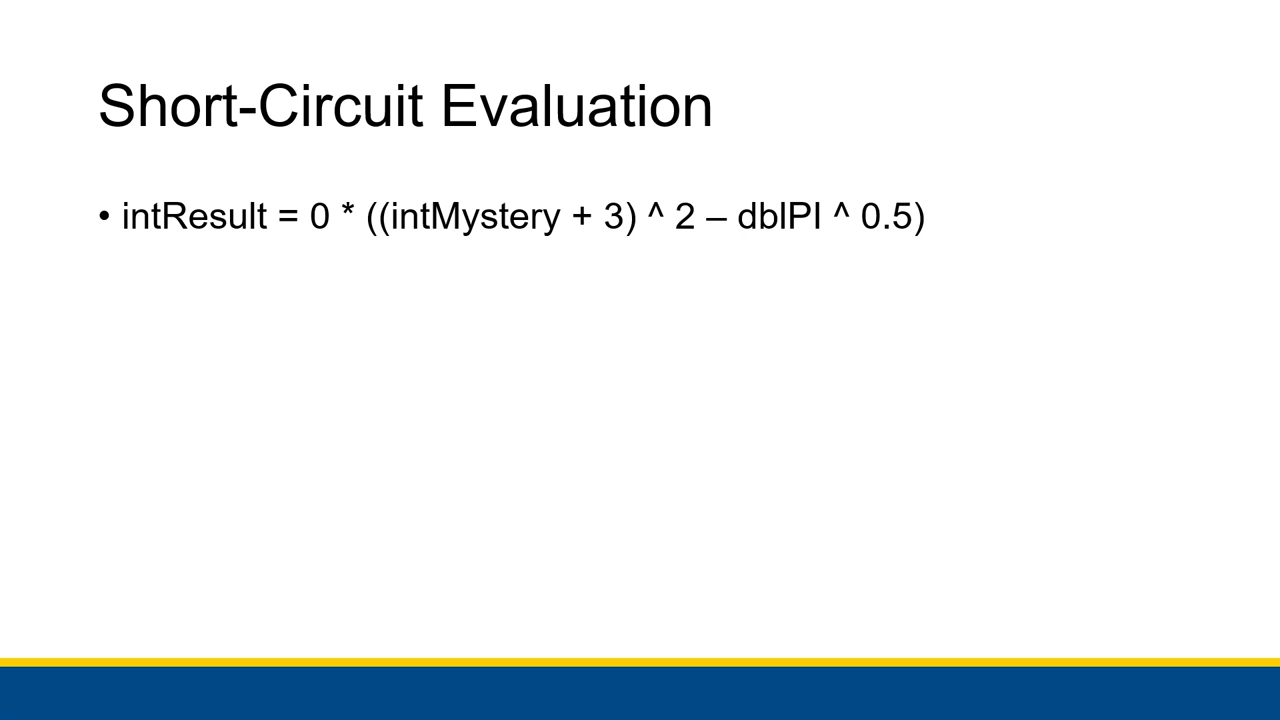 Short-Circuit Evaluation
• intResult = 0 * ((intMystery + 3) ^ 2 – dblPI ^ 0.5)